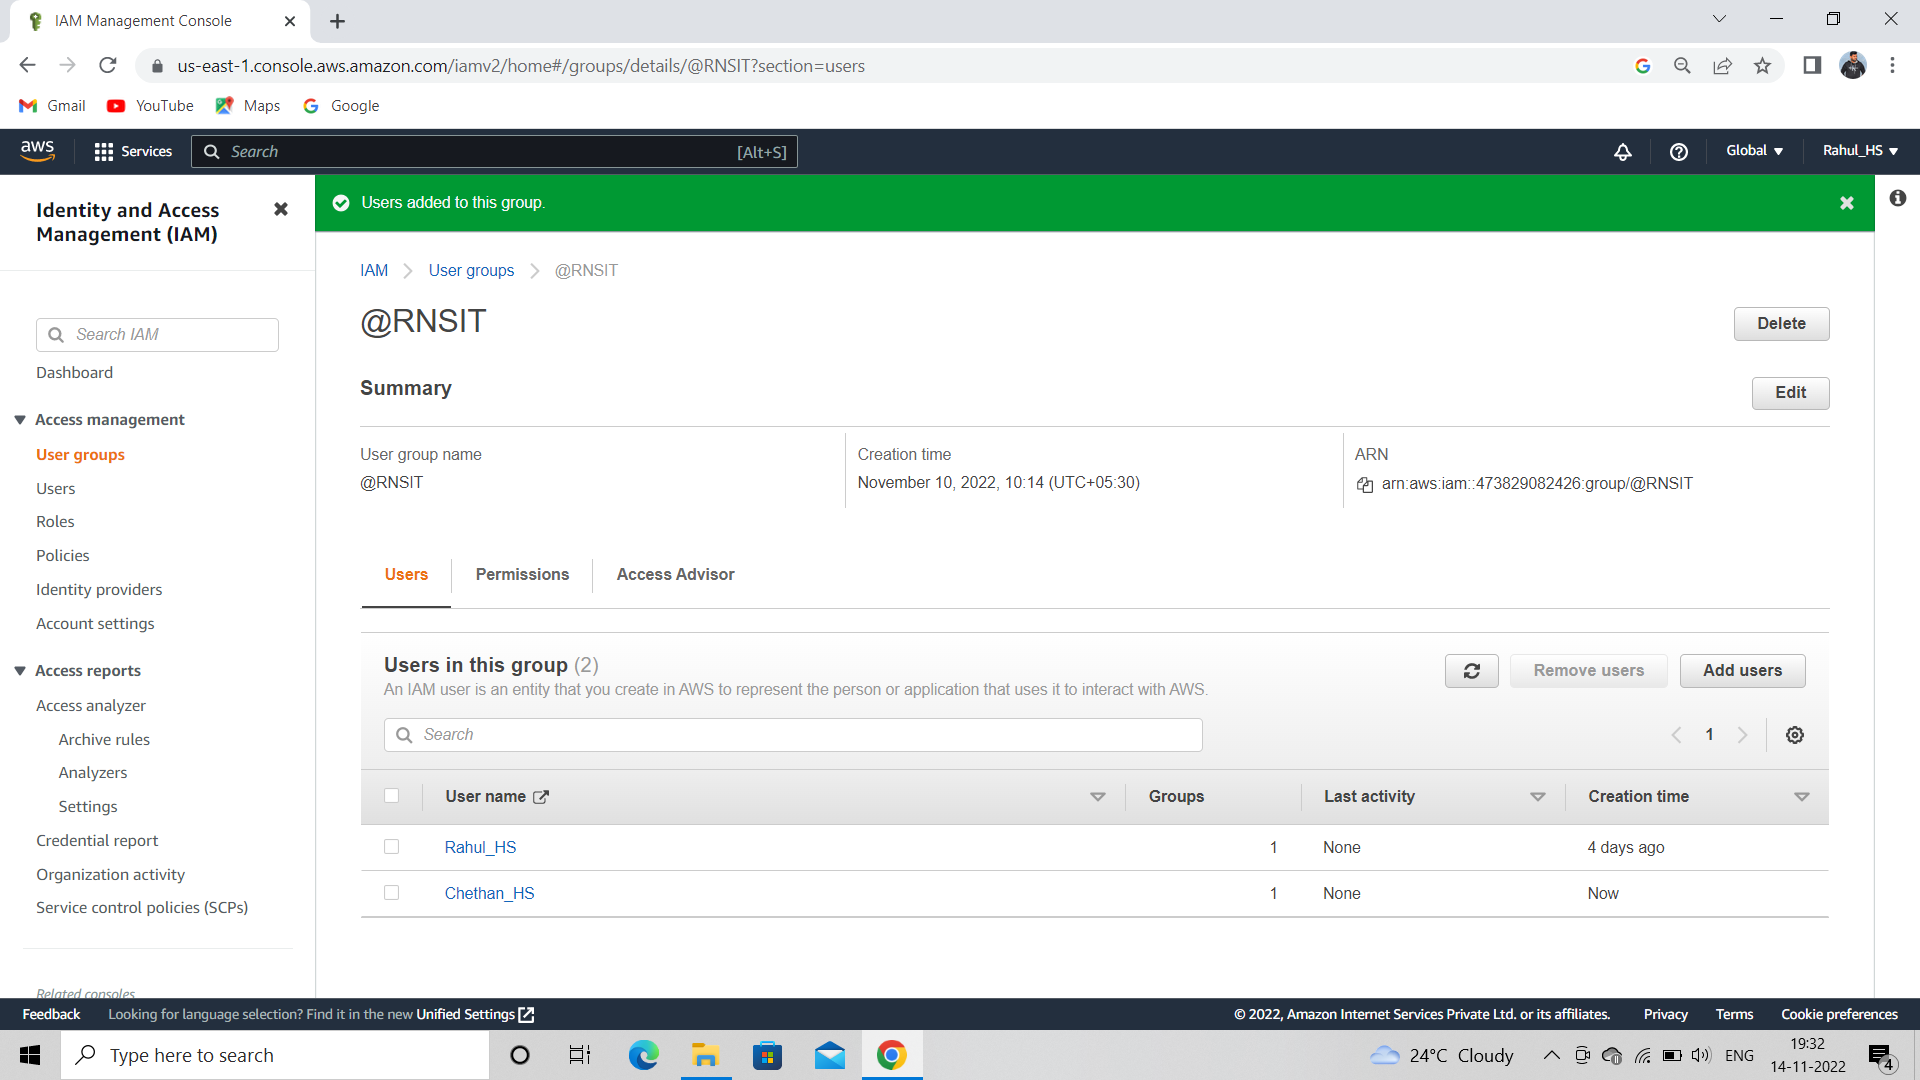 IAM Management Console
us-east-1.console.aws.amazon.com/iamv2/home#/groups/details/@RNSIT?section=users
Gmail YouTube Maps Google
aws Services Search [Alt+S] Global Rahul_HS
Identity and Access
Management (IAM)
Search IAM
Dashboard
Access management
User groups
Users
Roles
Policies
Identity providers
Account settings
Access reports
Access analyzer
Archive rules
Analyzers
Settings
Credential report
Organization activity
Service control policies (SCPs)
Related consoles
Users added to this group.
IAM User groups @RNSIT
@RNSIT
Delete
Summary
Edit
User group name
@RNSIT
Creation time
November 10, 2022, 10:14 (UTC+05:30)
ARN
arn:aws:iam::473829082426:group/@RNSIT
Users Permissions Access Advisor
Users in this group (2)
An IAM user is an entity that you create in AWS to represent the person or application that uses it to interact with AWS.
Remove users Add users
Search
1
User name Groups Last activity Creation time
Rahul_HS 1 None 4 days ago
Chethan_HS 1 None Now
Feedback Looking for language selection? Find it in the new Unified Settings © 2022, Amazon Internet Services Private Ltd. or its affiliates. Privacy Terms Cookie preferences
Type here to search
24°C Cloudy
ENG
19:32
14-11-2022
4